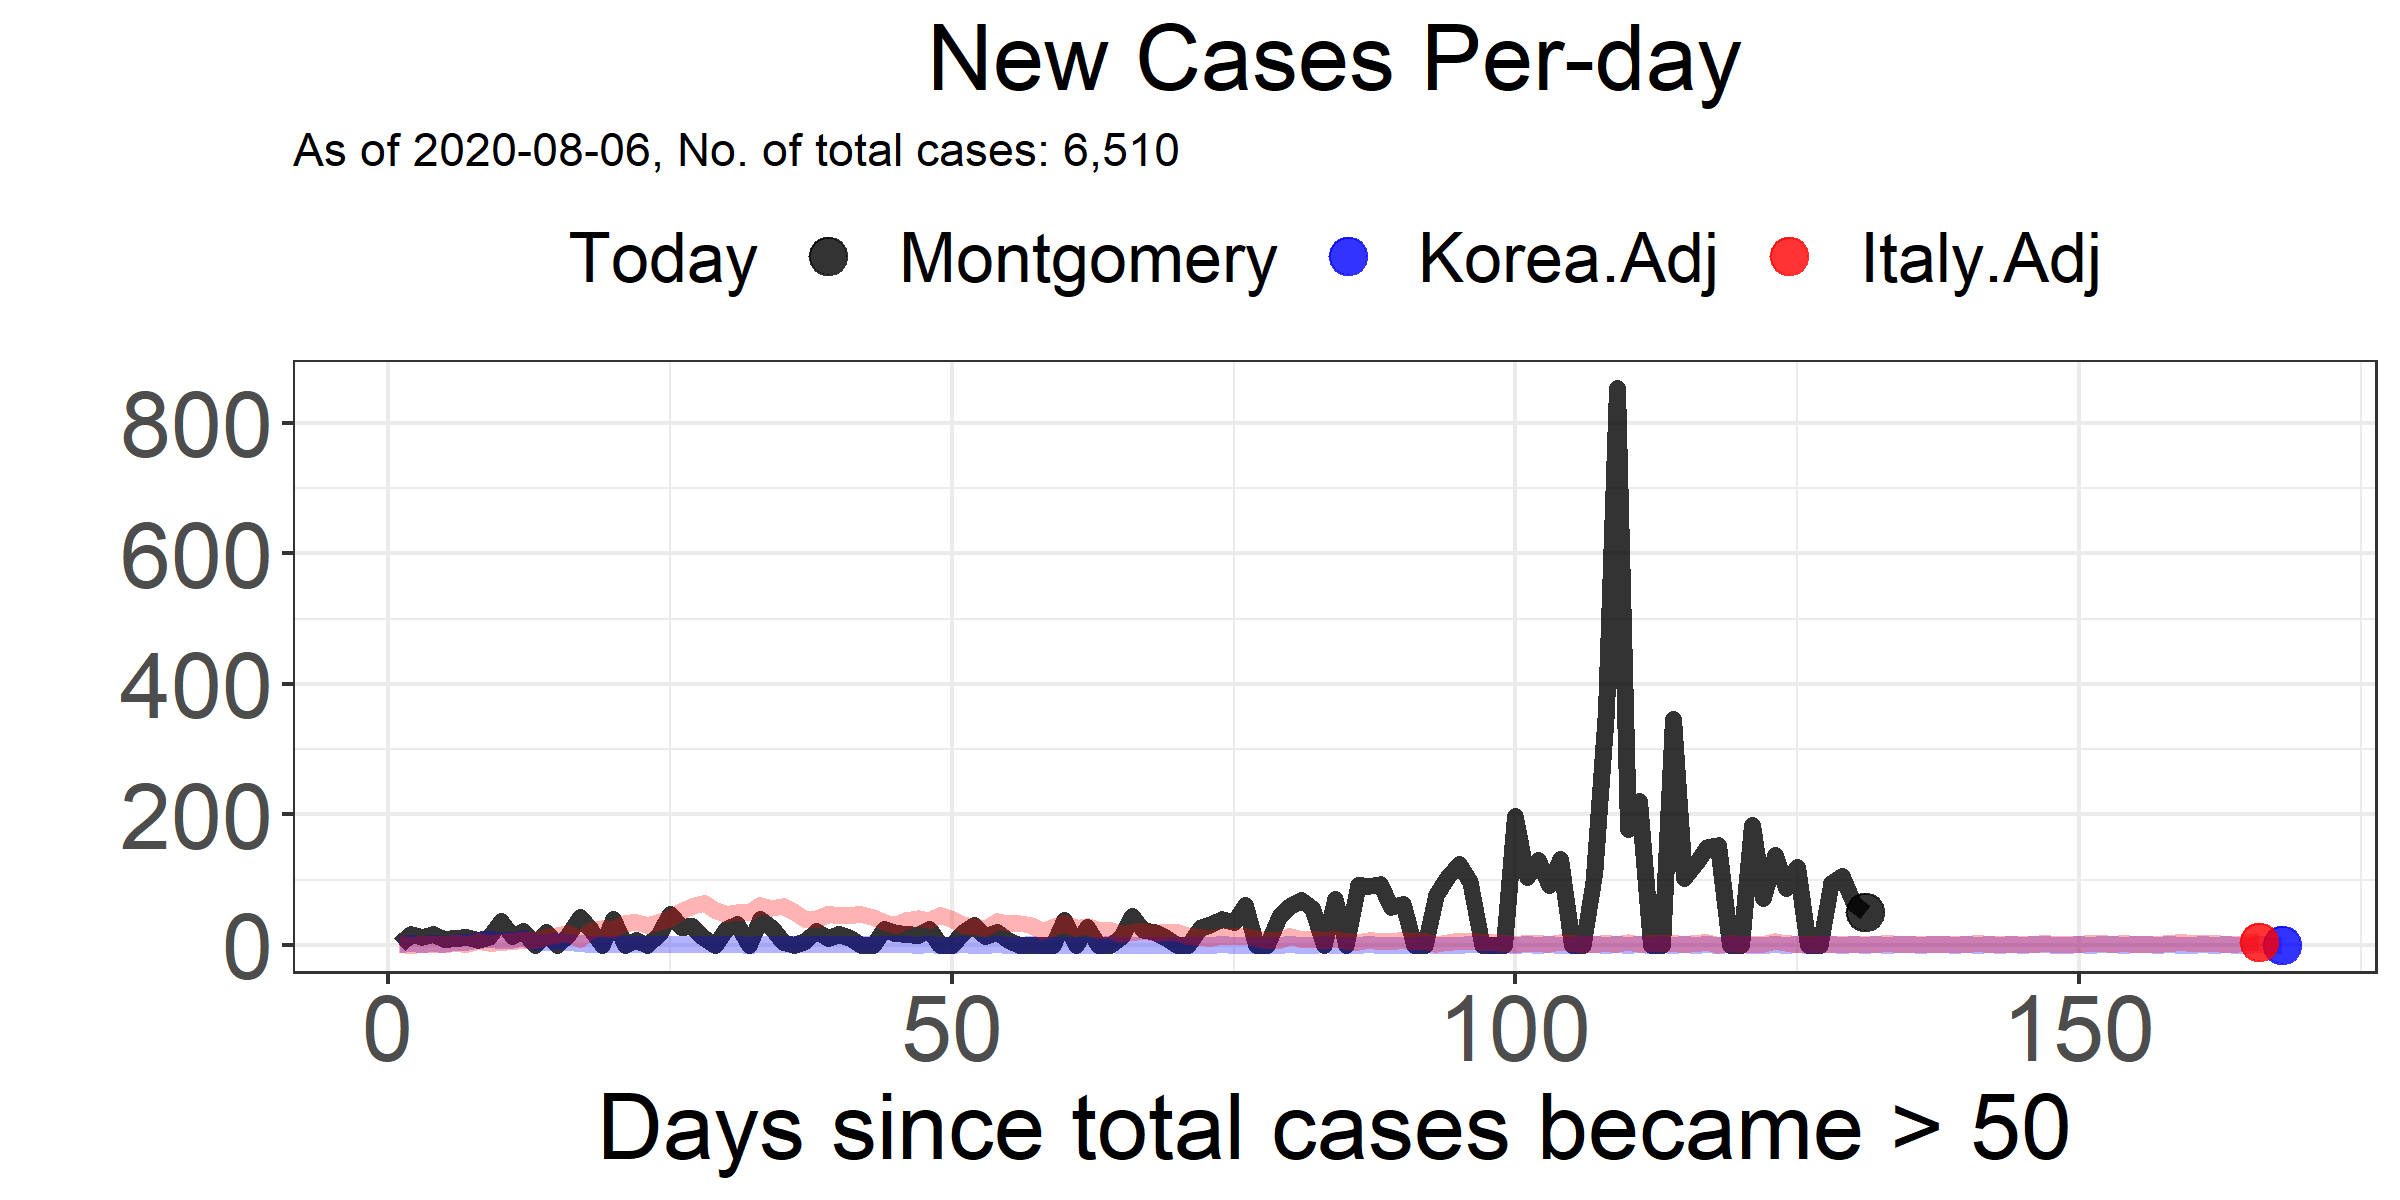 New Cases Per-day
As of 2020-08-06, No. of total cases: 6,510
Today Montgomery Korea.Adj Italy.Adj
800
600
400
200
0
0 50 100 150
Days since total cases became > 50